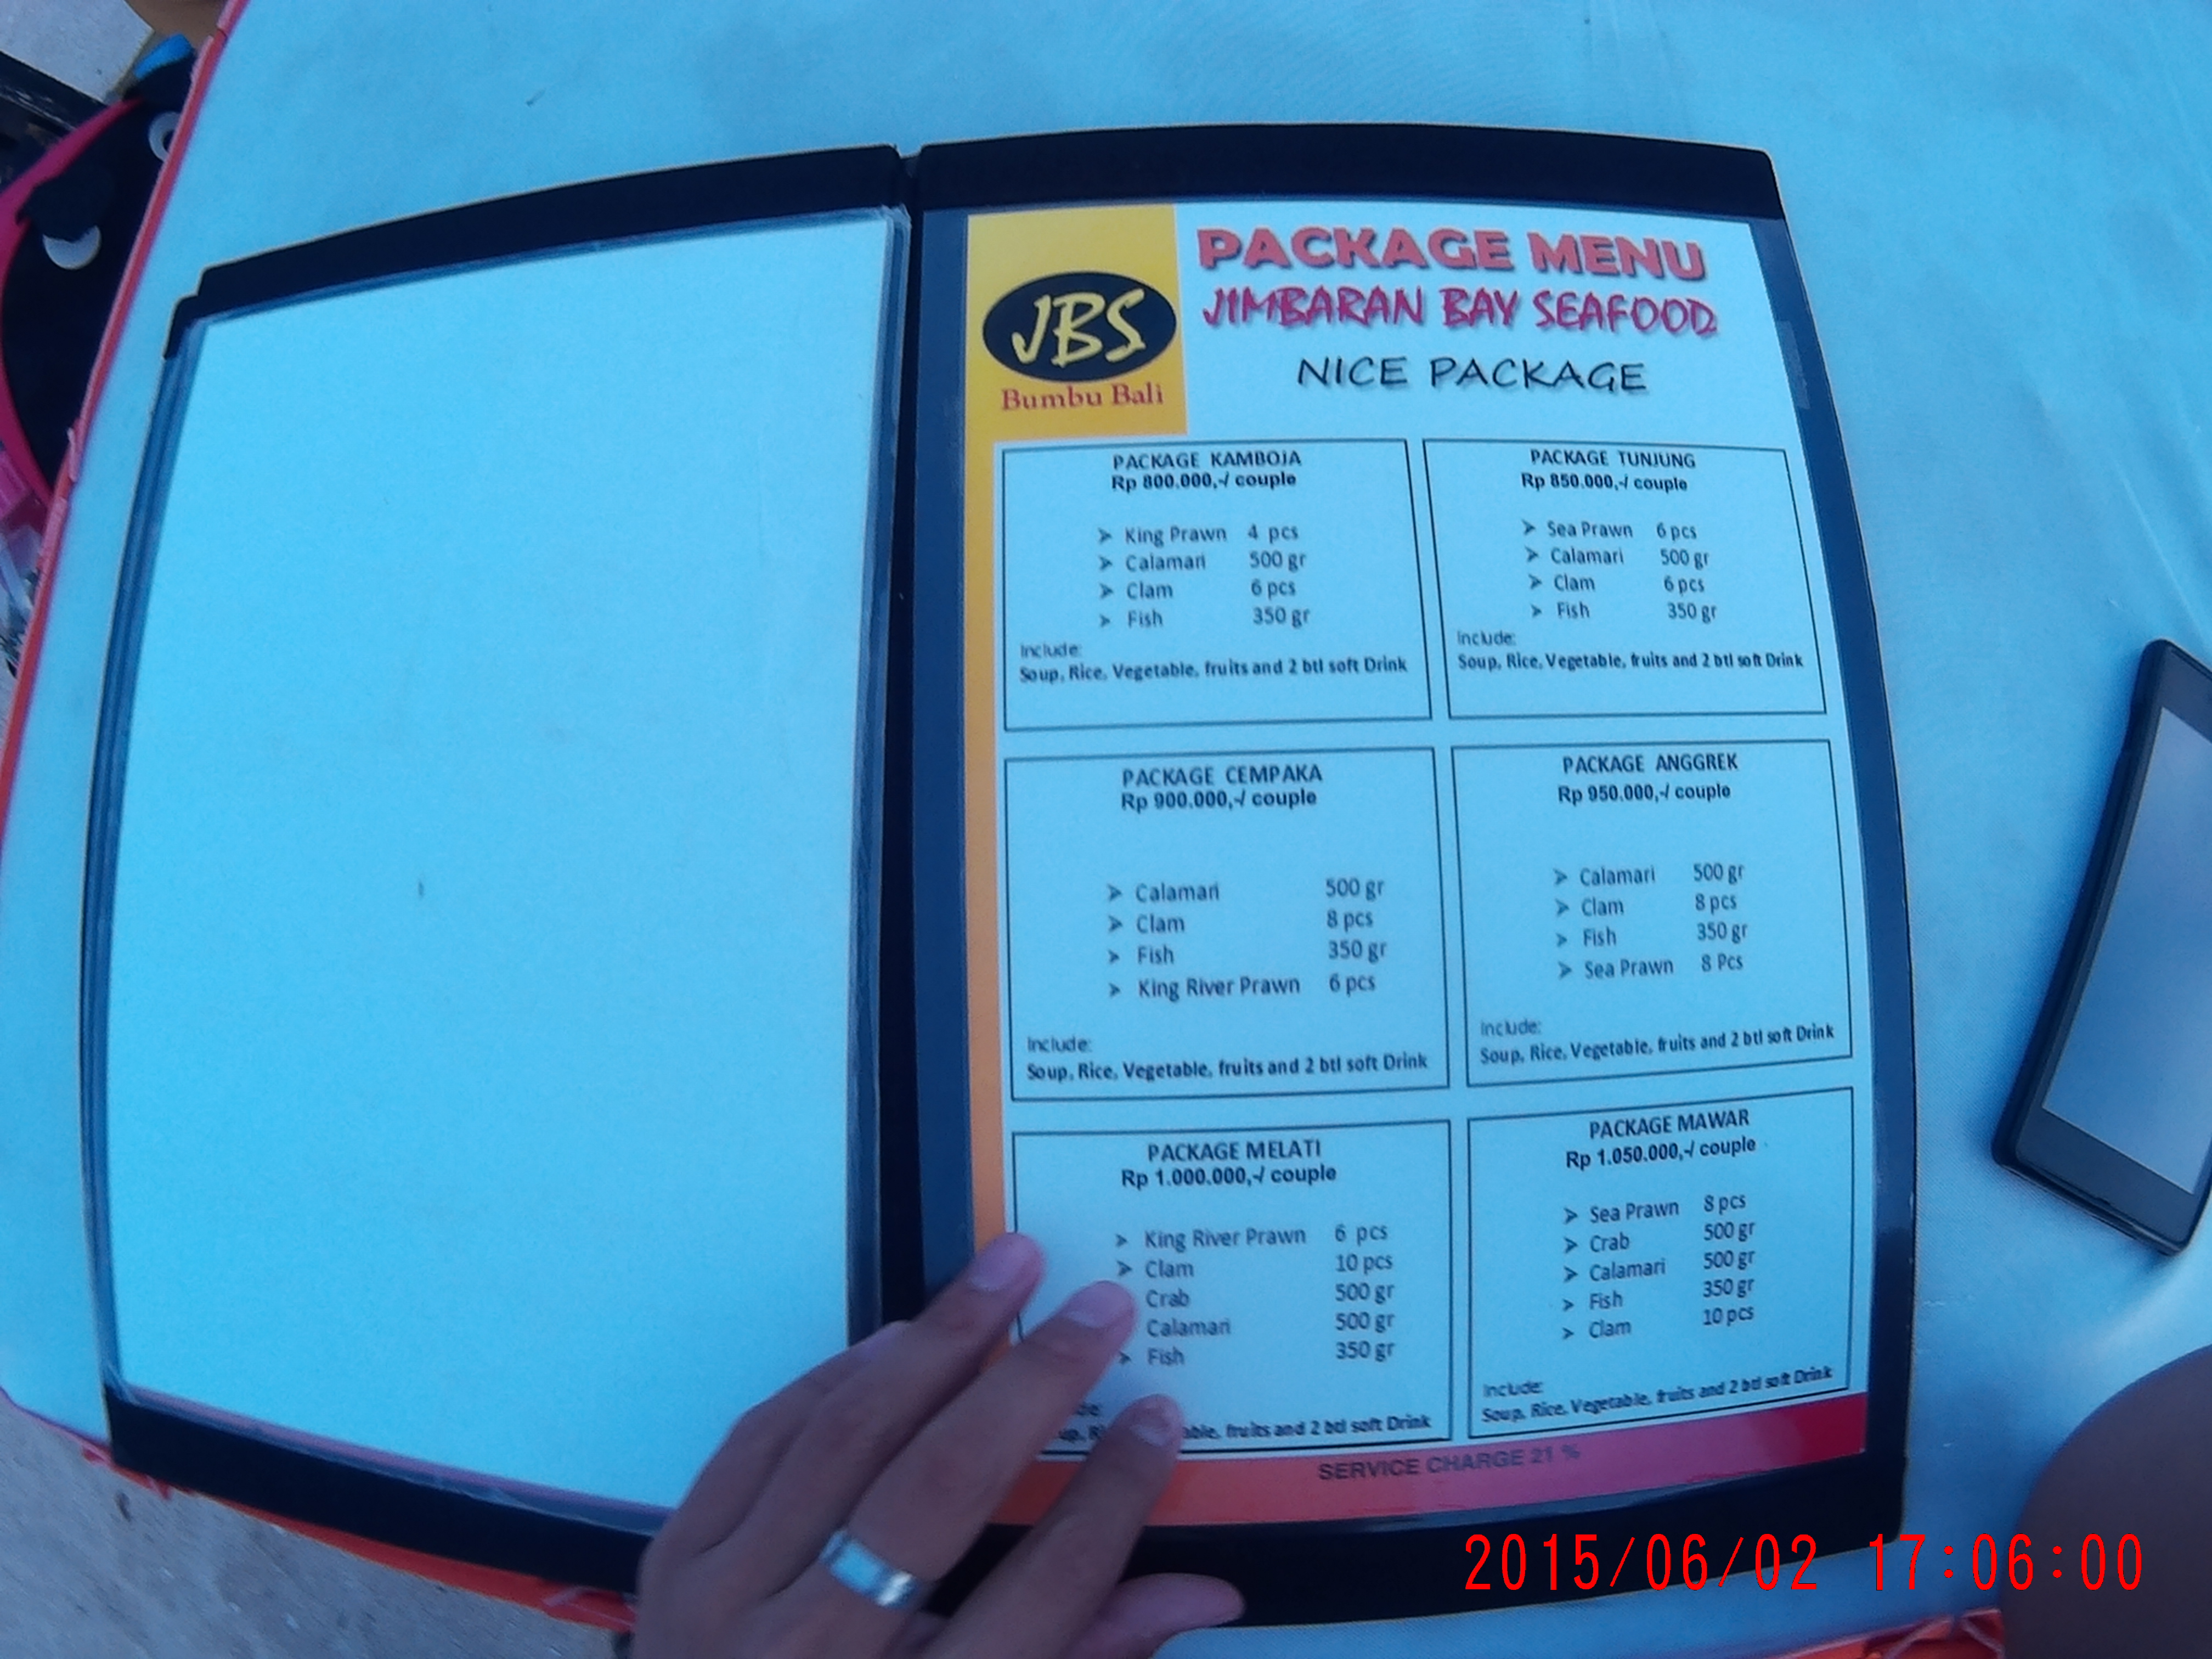 PACKAGE MENU
JIMBARAN BAY SEAFOOD
NICE PACKAGE
JBS
Bumbu Bali
PACKAGE KAMBOJA
Rp 800.000,-/ couple
King Prawn 4 pcs
Calamari 500 gr
Clam 6 pcs
Fish 350 gr
Include:
Soup, Rice, Vegetable, fruits and 2 btl soft Drink
PACKAGE TUNJUNG
Rp 850.000,-/ couple
Sea Prawn 6 pcs
Calamari 500 gr
Clam 6 pcs
Fish 350 gr
Include:
Soup, Rice, Vegetable, fruits and 2 btl soft Drink
PACKAGE CEMPAKA
Rp 900.000,-/ couple
Calamari 500 gr
Clam 8 pcs
Fish 350 gr
King River Prawn 6 pcs
Include:
Soup, Rice, Vegetable, fruits and 2 btl soft Drink
PACKAGE ANGGREK
Rp 950.000,-/ couple
Calamari 500 gr
Clam 8 pcs
Fish 350 gr
Sea Prawn 8 Pcs
Include:
Soup, Rice, Vegetable, fruits and 2 btl soft Drink
PACKAGE MELATI
Rp 1.000.000,-/ couple
King River Prawn 6 pcs
Clam 10 pcs
Crab 500 gr
Calamari 500 gr
Fish 350 gr
fruits and 2 btl soft Drink
PACKAGE MAWAR
Rp 1.050.000,-/ couple
Sea Prawn 8 pcs
Crab 500 gr
Calamari 500 gr
Fish 350 gr
Clam 10 pcs
Include:
Soup, Rice, Vegetable, fruits and 2 btl soft Drink
SERVICE CHARGE 21 %
2015/06/02 17:06:00